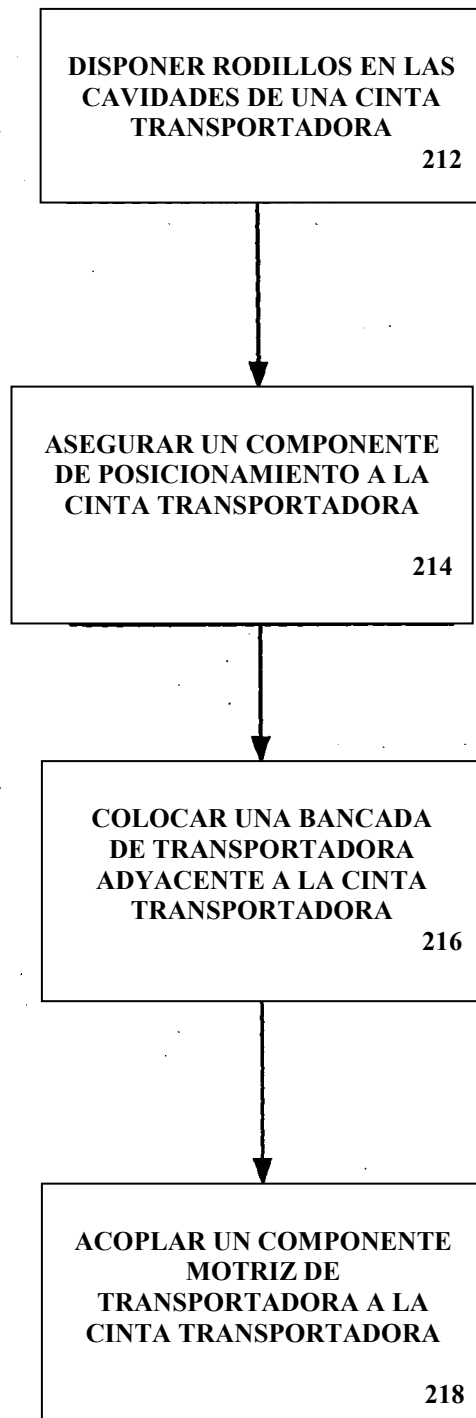 DISPONER RODILLOS EN LAS
CAVIDADES DE UNA CINTA
TRANSPORTADORA
212
ASEGURAR UN COMPONENTE
DE POSICIONAMIENTO A LA
CINTA TRANSPORTADORA
214
COLOCAR UNA BANCADA
DE TRANSPORTADORA
ADYACENTE A LA CINTA
TRANSPORTADORA
216
ACOPLAR UN COMPONENTE
MOTRIZ DE
TRANSPORTADORA A LA
CINTA TRANSPORTADORA
218